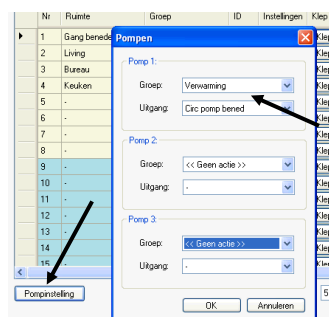 Nr Ruimte Groep ID Instellingen Klep
1 Gang benede
2 Living
3 Bureau
4 Keuken
5 -
6 -
7 -
8 -
9 -
10 -
11 -
12 -
13 -
14 -
15 -
Pompen
Pomp 1:
Groep: Verwarming
Uitgang: Circ pomp bened
Pomp 2:
Groep: << Geen actie >>
Uitgang: -
Pomp 3:
Groep: << Geen actie >>
Uitgang: -
OK Annuleren
Pompinstelling
5